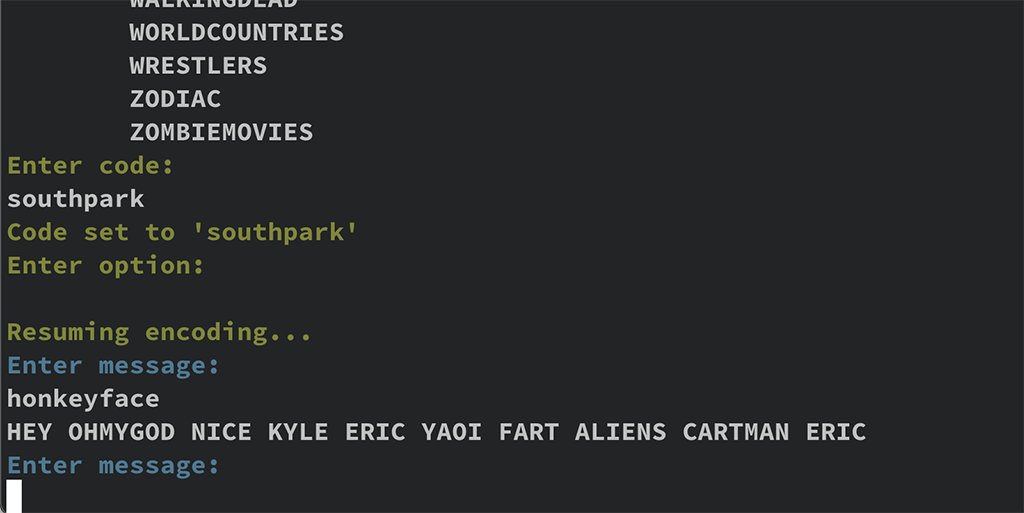 WALKINGDEAD
WORLDCOUNTRIES
WRESTLERS
ZODIAC
ZOMBIEMOVIES
Enter code:
southpark
Code set to 'southpark'
Enter option:
Resuming encoding...
Enter message:
honkeyface
HEY OHMYGOD NICE KYLE ERIC YAOI FART ALIENS CARTMAN ERIC
Enter message: